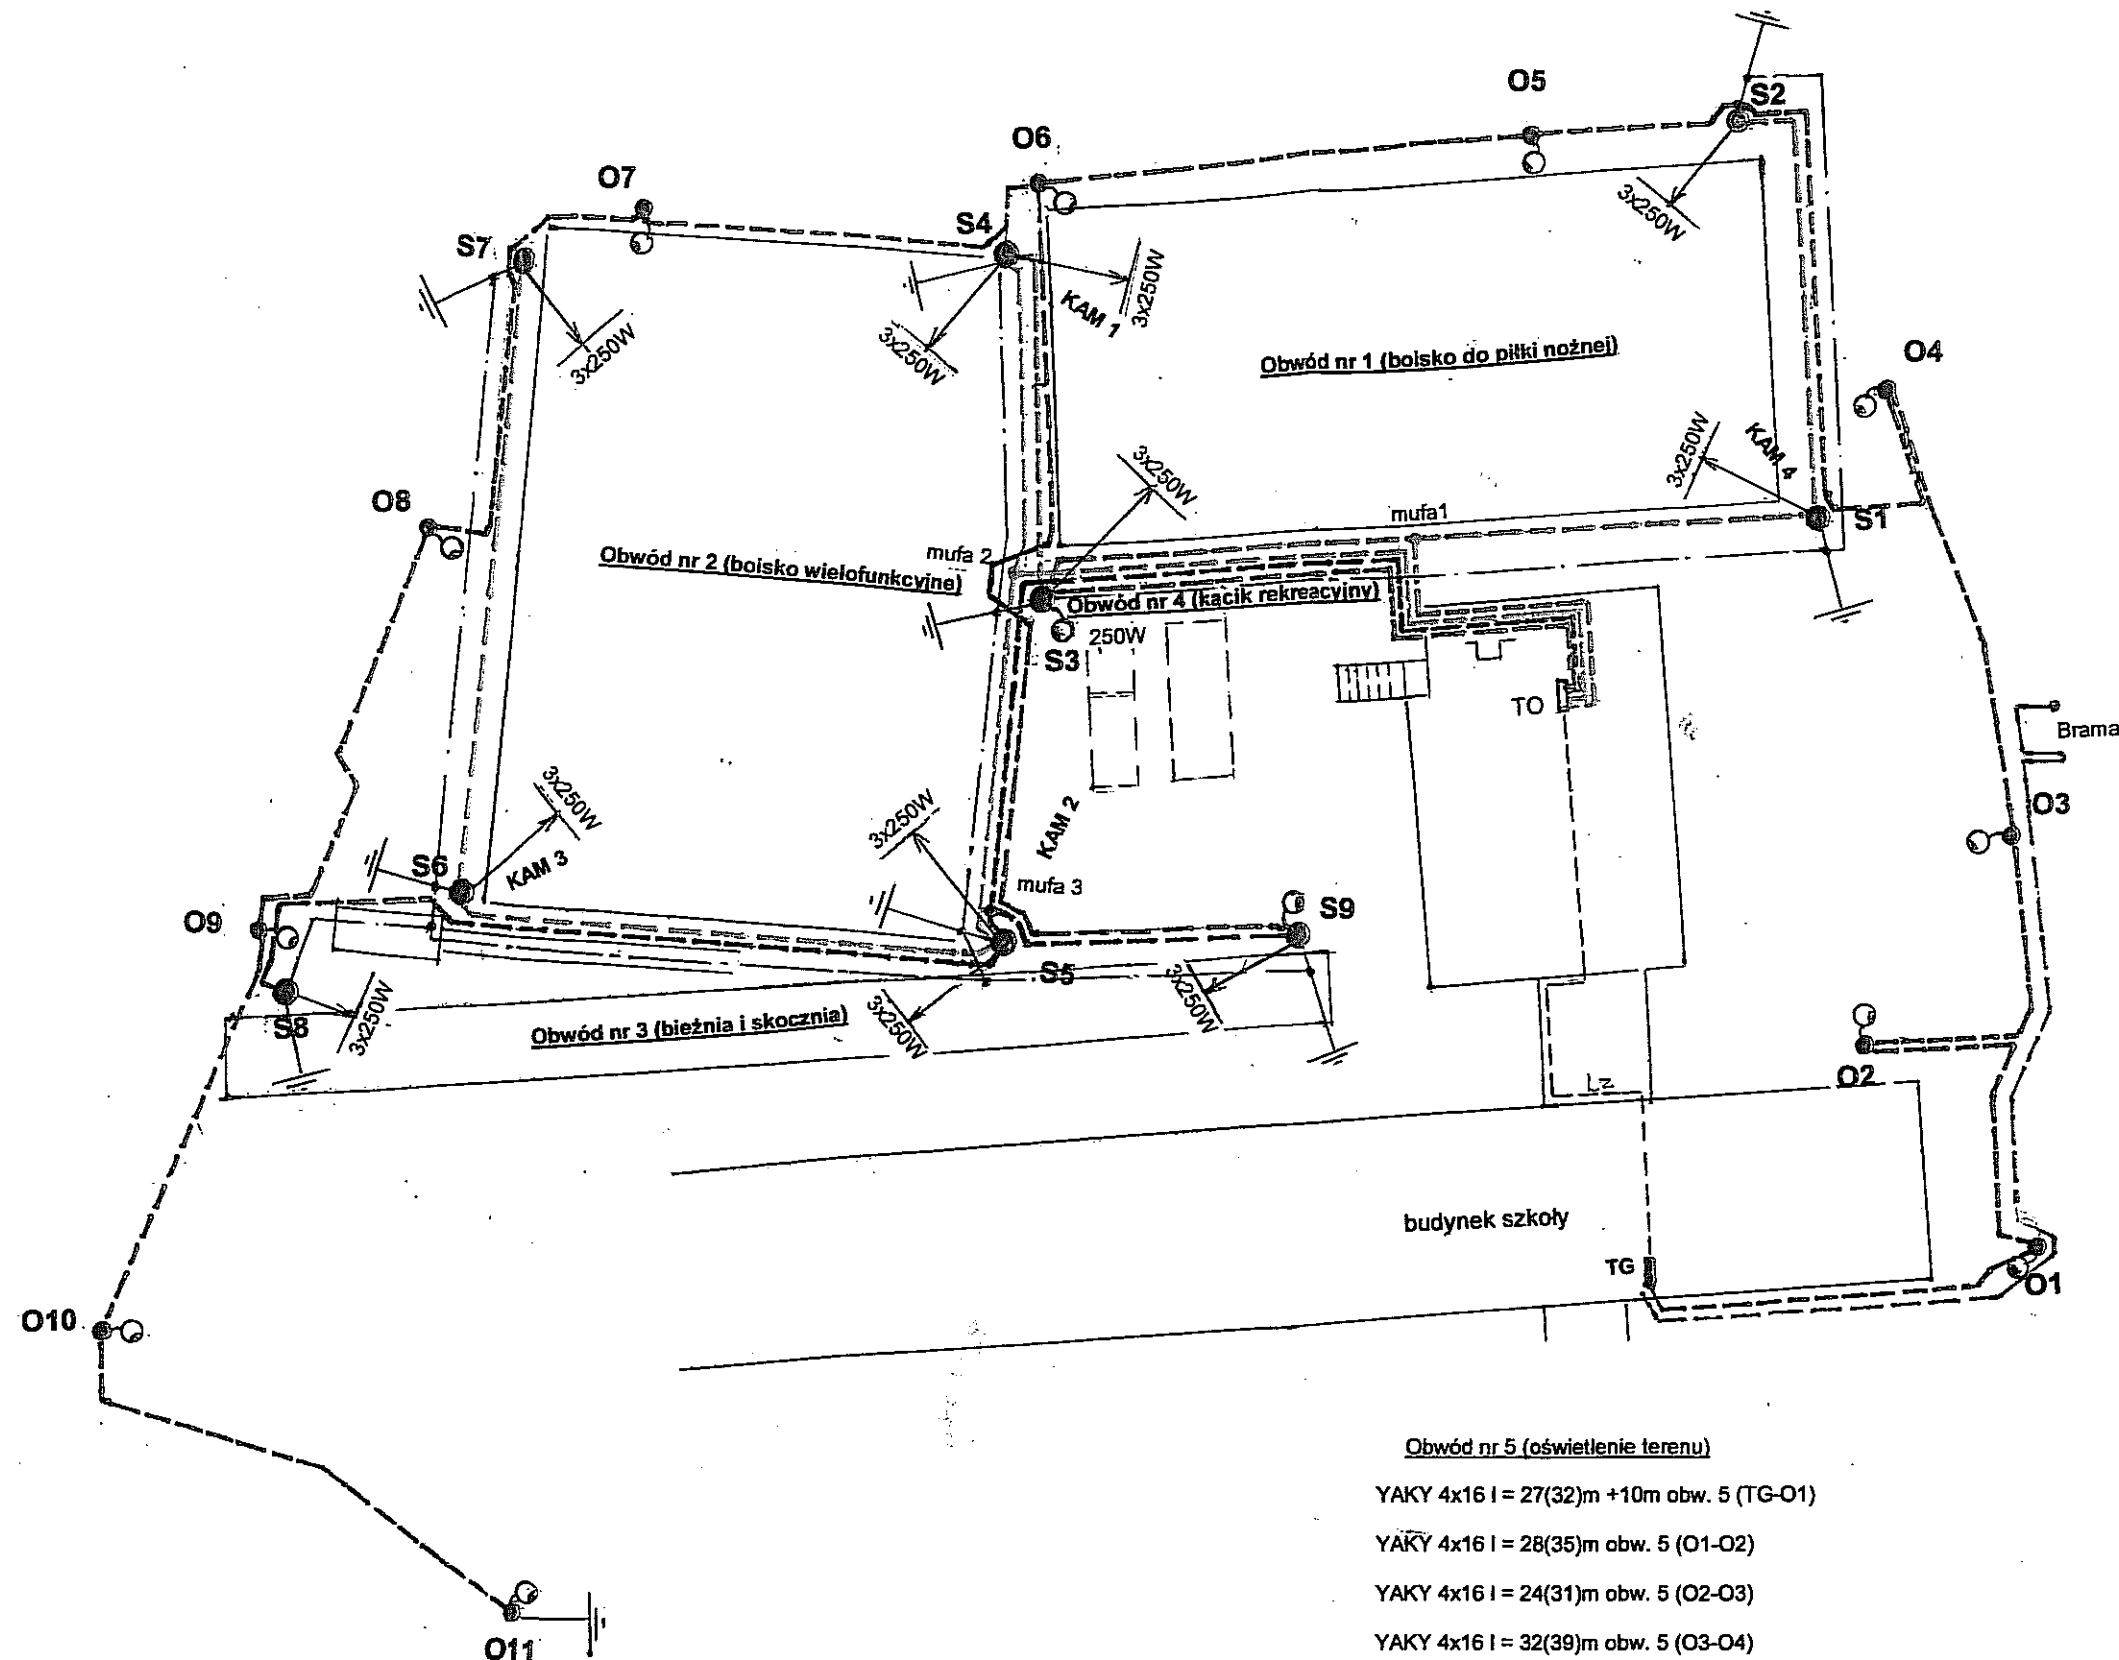 O5
S2
O6
O7
S4
S7
3x250W
KAM 1
3x250W
3x250W
3x250W
Obwód nr 1 (boisko do piłki nożnej)
O4
KAM 4
3x250W
3x250W
O8
mufa1
S1
mufa 2
Obwód nr 2 (boisko wielofunkcyjne)
Obwód nr 4 (kącik rekreacyjny)
250W
S3
TO
Brama
3x250W
3x250W
O3
KAM 2
S6
KAM 3
mufa 3
S9
O9
S5
3x250W
3x250W
3x250W
S8
Obwód nr 3 (bieżnia i skocznia)
O2
Lz
budynek szkoły
TG
O1
O10
Obwód nr 5 (oświetlenie terenu)
YAKY 4x16 l = 27(32)m +10m obw. 5 (TG-O1)
YAKY 4x16 l = 28(35)m obw. 5 (O1-O2)
YAKY 4x16 l = 24(31)m obw. 5 (O2-O3)
YAKY 4x16 l = 32(39)m obw. 5 (O3-O4)
O11